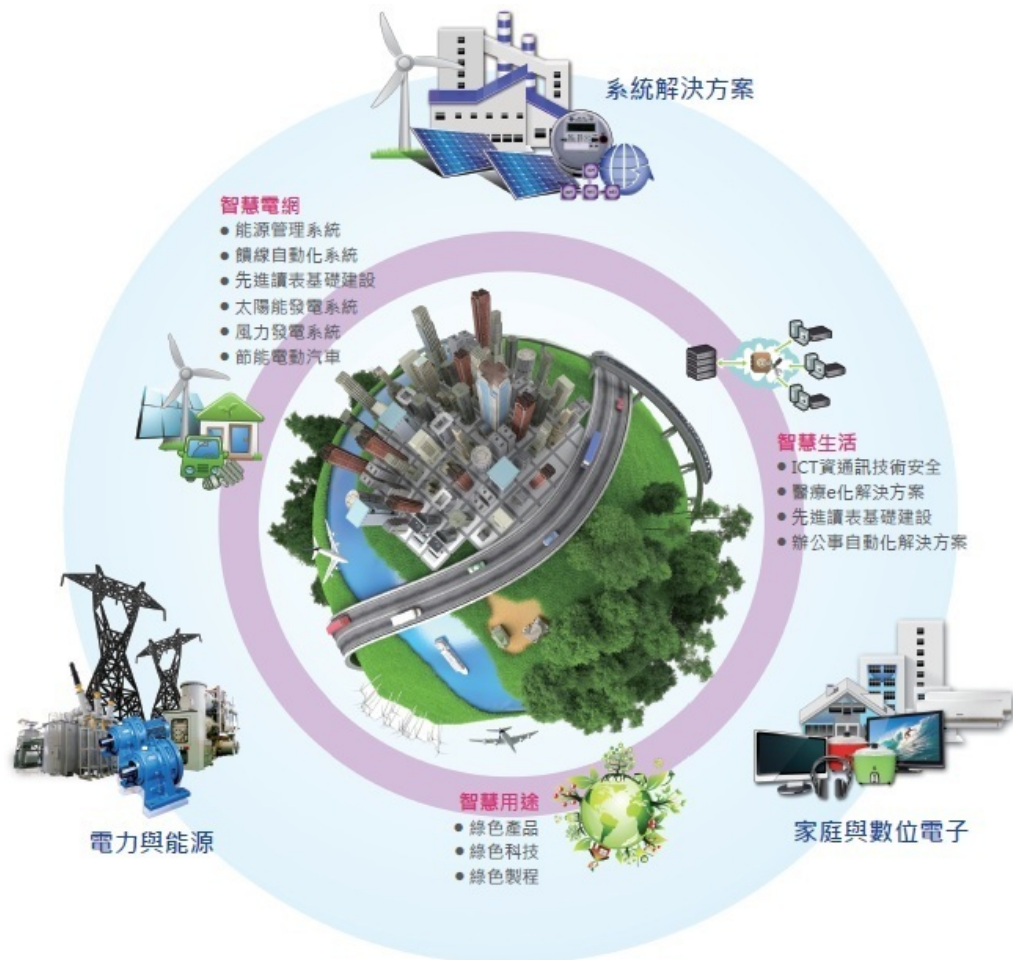 系統解決方案
智慧電網
● 能源管理系統
● 饋線自動化系統
● 先進讀表基礎建設
● 太陽能發電系統
● 風力發電系統
● 節能電動汽車
智慧生活
● ICT資通訊技術安全
● 醫療e化解決方案
● 先進讀表基礎建設
● 辦公事自動化解決方案
電力與能源
智慧用途
● 綠色產品
● 綠色科技
● 綠色製程
家庭與數位電子